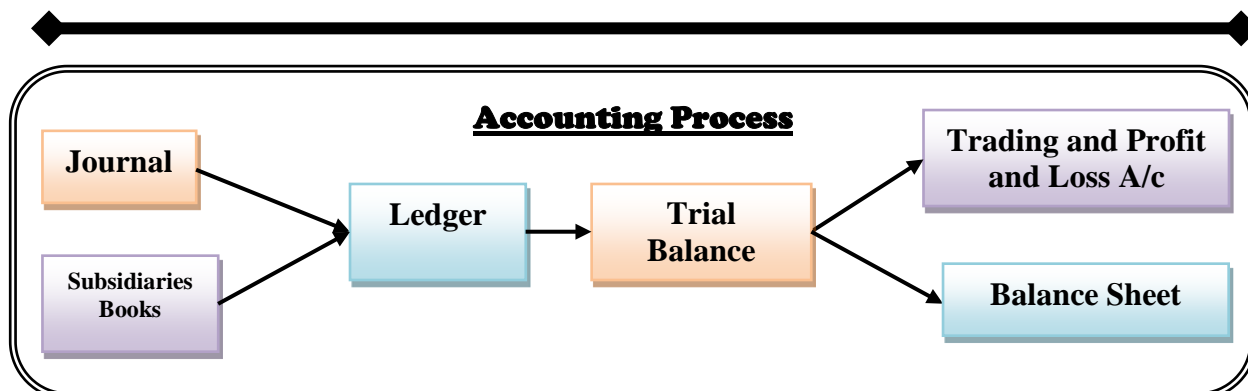 Accounting Process
Journal
Subsidiaries
Books
Ledger
Trial
Balance
Trading and Profit
and Loss A/c
Balance Sheet